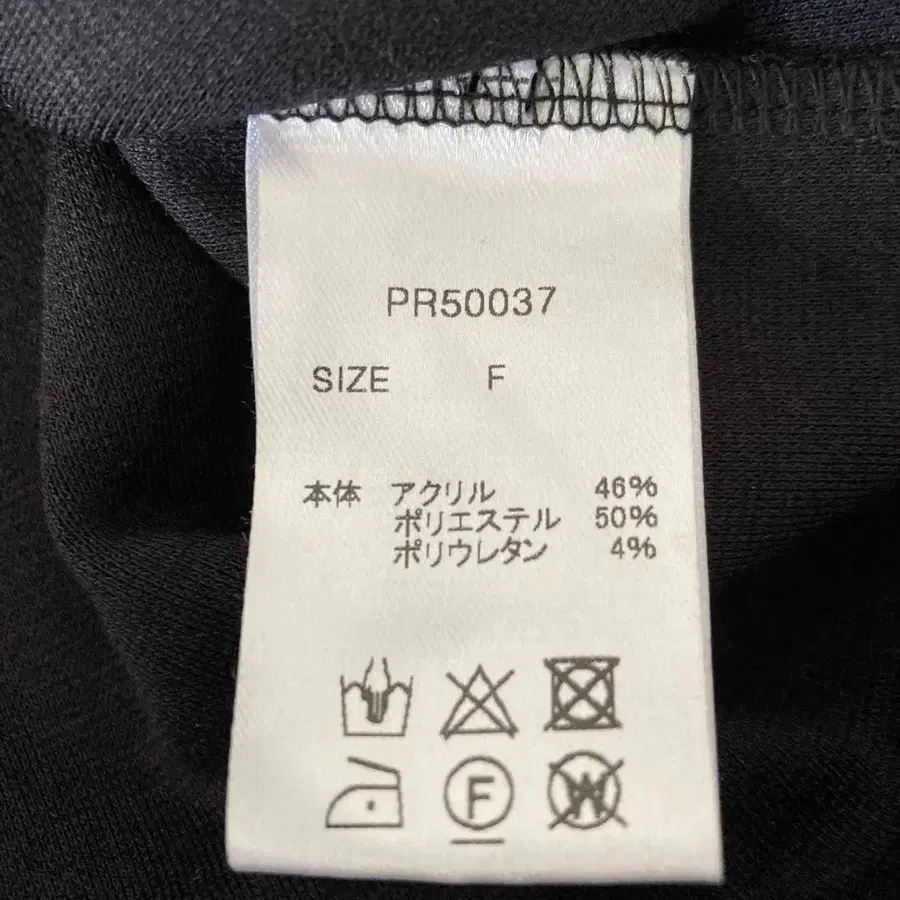 PR50037
SIZE F
本体 アクリル 46%
ポリエステル 50%
ポリウレタン 4%
F W